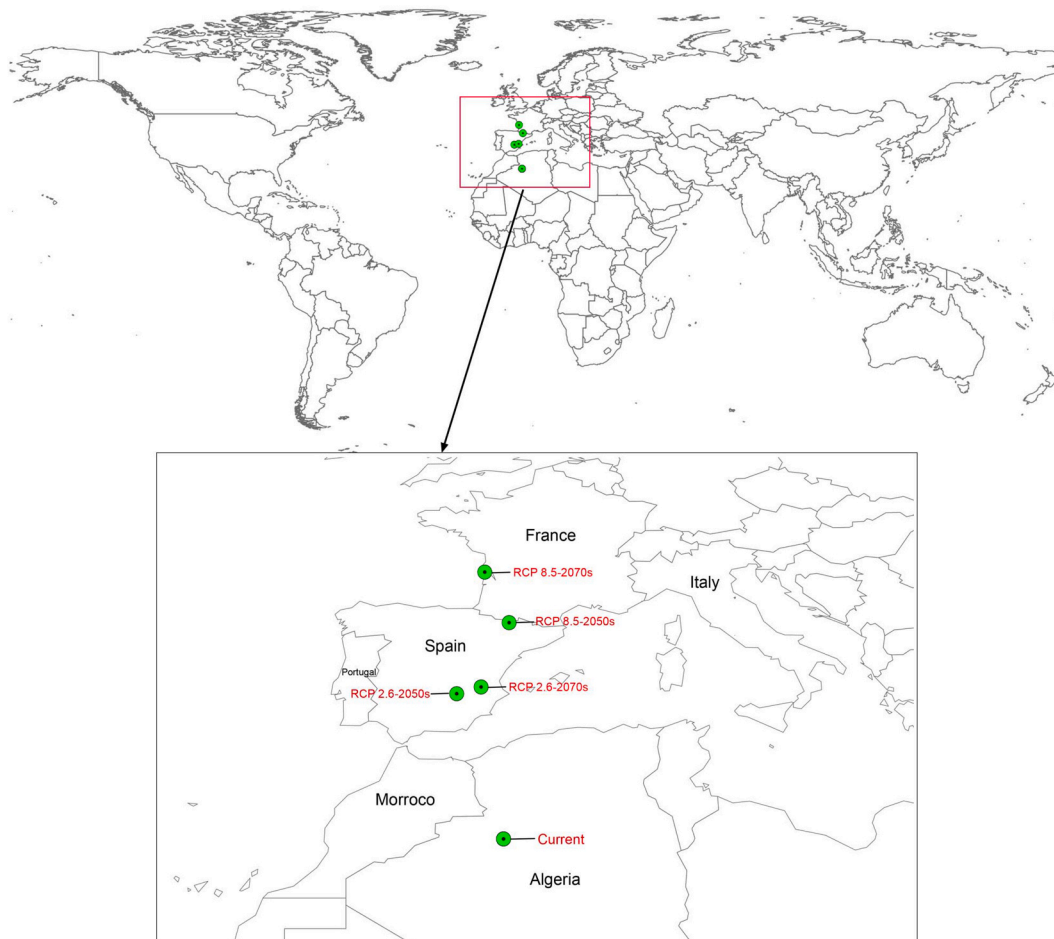 France
RCP 8.5-2070s
Italy
RCP 8.5-2050s
Spain
Portugal
RCP 2.6-2050s
RCP 2.6-2070s
Morroco
Current
Algeria